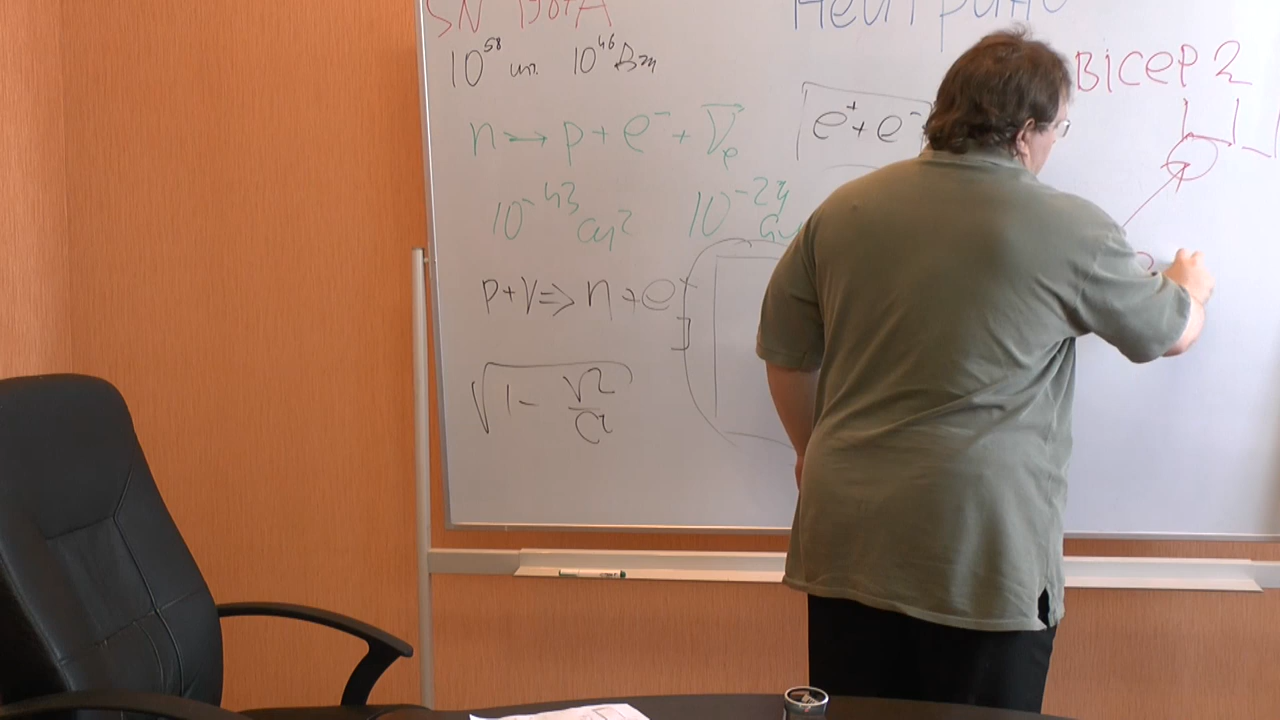 SN 1987A
Нейтрино
10⁵⁸ шт. 10⁴⁶ Вт
BICEP 2
n → p + e⁻ + ν̅ₑ
e⁺ + e⁻
10⁻⁴³ см²
p + ν ⇒ n + e⁺
√(1 - v²/c²)